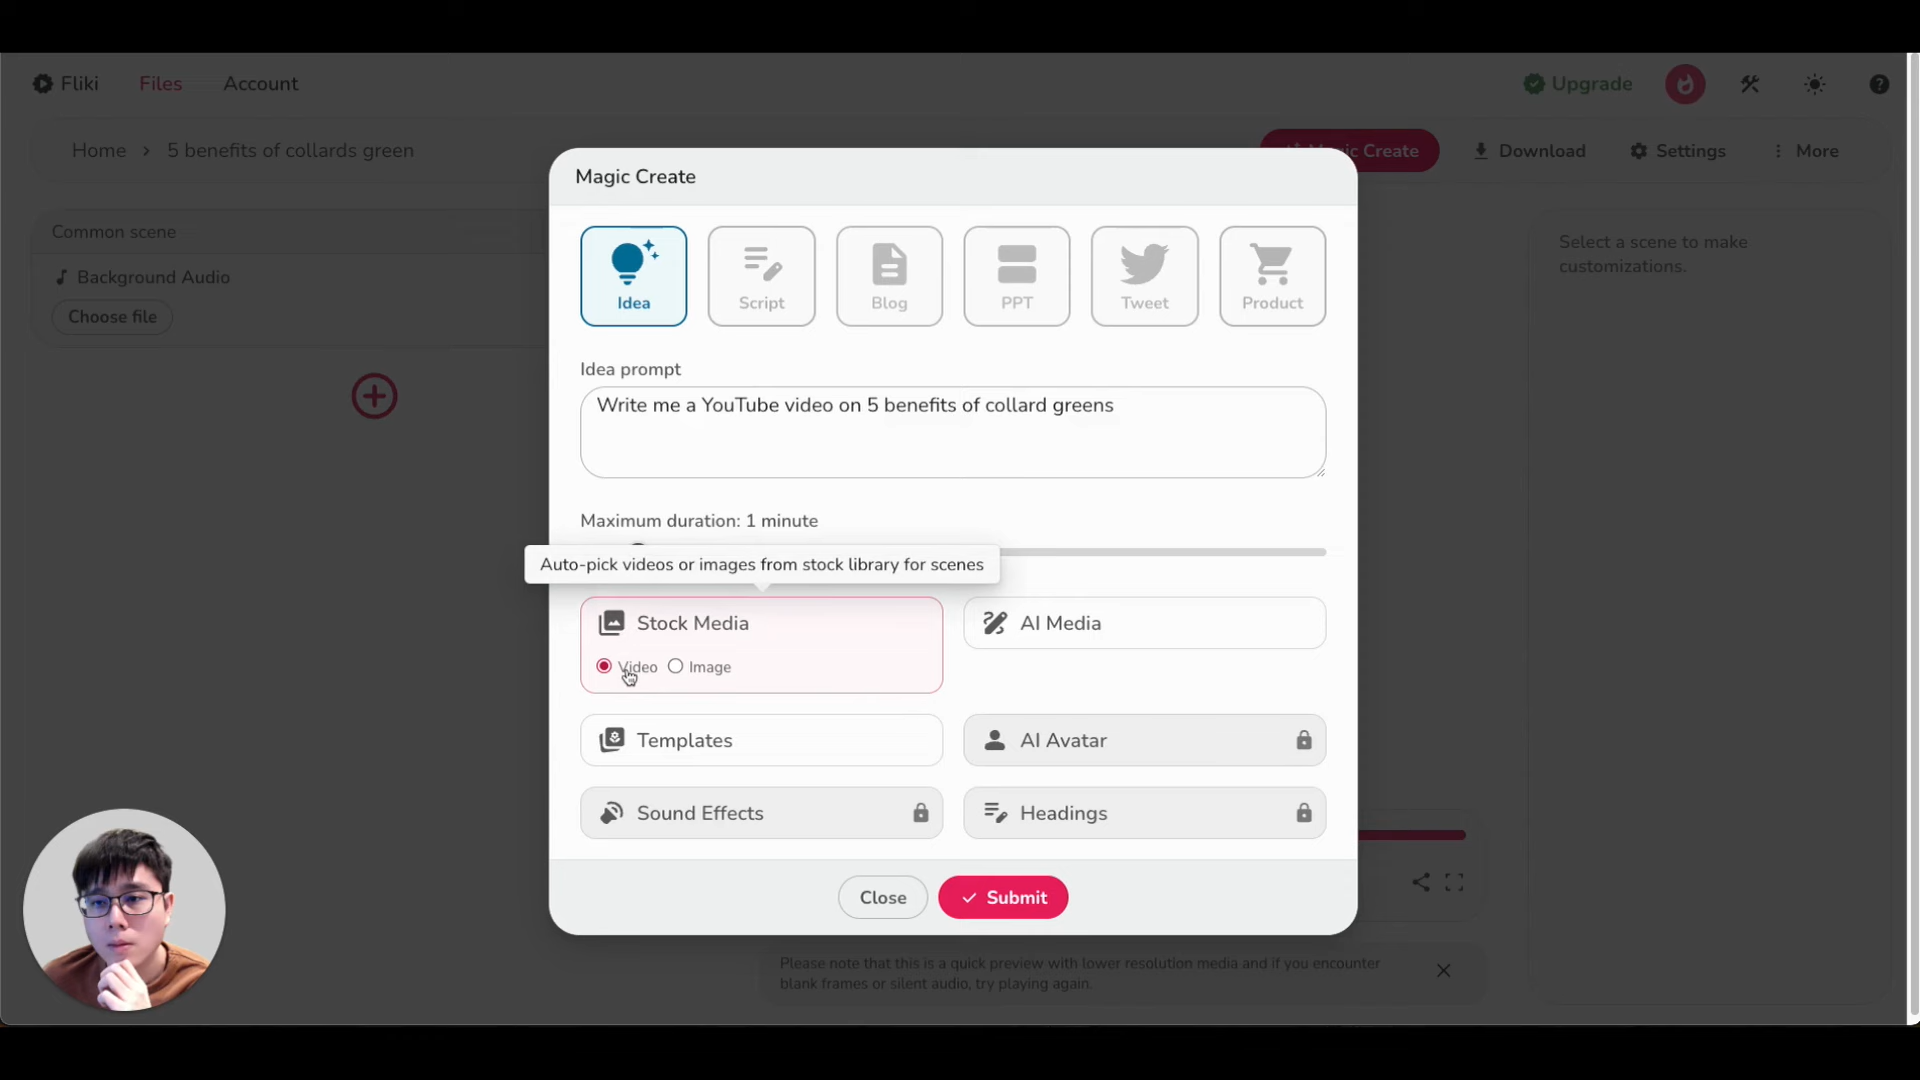 Fliki
Files
Account
Upgrade
Home > 5 benefits of collards green
Magic Create
Download
Settings
More
Common scene
Background Audio
Choose file
Select a scene to make
customizations.
Magic Create
Idea
Script
Blog
PPT
Tweet
Product
Idea prompt
Write me a YouTube video on 5 benefits of collard greens
Maximum duration: 1 minute
Auto-pick videos or images from stock library for scenes
Stock Media
Video
Image
AI Media
Templates
AI Avatar
Sound Effects
Headings
Close
Submit
Please note that this is a quick preview with lower resolution media and if you encounter
blank frames or silent audio, try playing again.